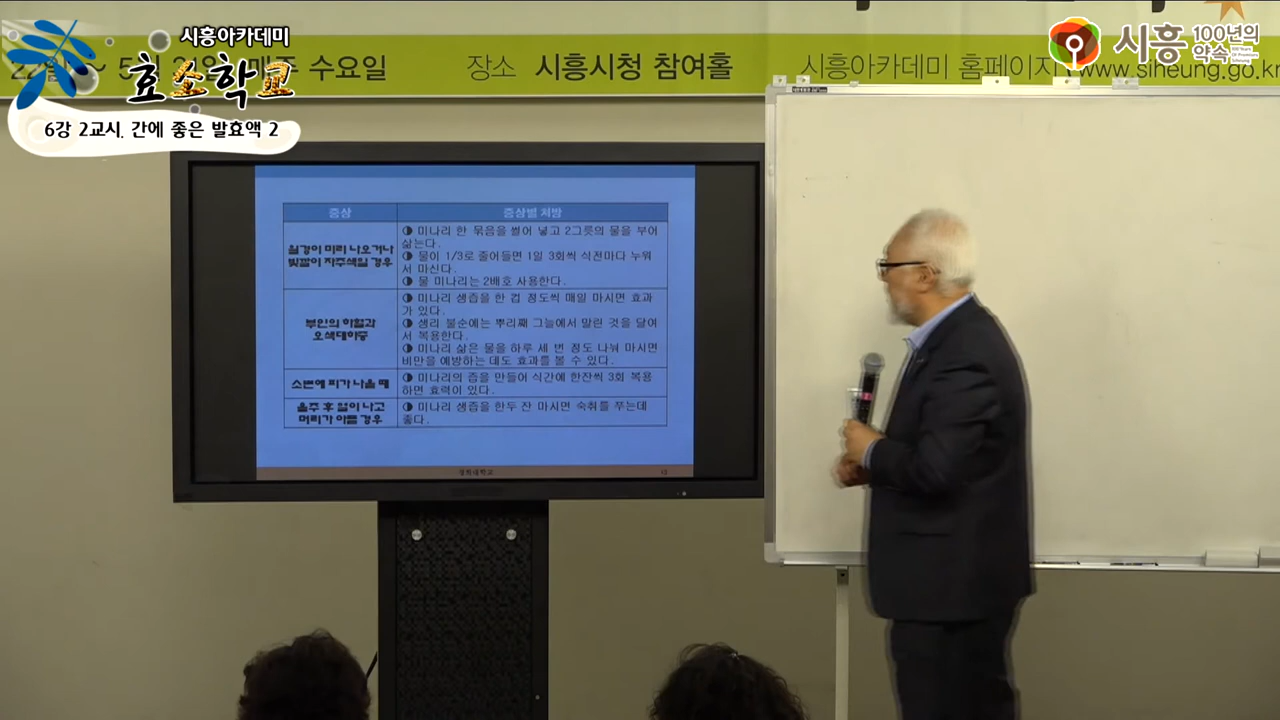 시흥아카데미
효소학교
6강 2교시. 간에 좋은 발효액 2
매주 수요일
장소 시흥시청 참여홀
시흥아카데미 홈페이지 (www.siheung.go.kr
시흥 100년의 약속
증상 증상별 처방
월경이 미리 나오거나
빛깔이 자주색일 경우
◑ 미나리 한 묶음을 썰어 넣고 2그릇의 물을 부어
삶는다.
◑ 물이 1/3로 줄어들면 1일 3회씩 식전마다 누워
서 마신다.
◑ 물 미나리는 2배로 사용한다.
부인의 하혈과
오색대하증
◑ 미나리 생즙을 한 컵 정도씩 매일 마시면 효과
가 있다.
◑ 생리 불순에는 뿌리째 그늘에서 말린 것을 달여
서 복용한다.
◑ 미나리 삶은 물을 하루 세 번 정도 나눠 마시면
비만을 예방하는 데도 효과를 볼 수 있다.
소변에 피가 나올 때
◑ 미나리의 즙을 만들어 식간에 한잔씩 3회 복용
하면 효력이 있다.
음주 후 열이 나고
머리가 아플 경우
◑ 미나리 생즙을 한두 잔 마시면 숙취를 푸는데
좋다.